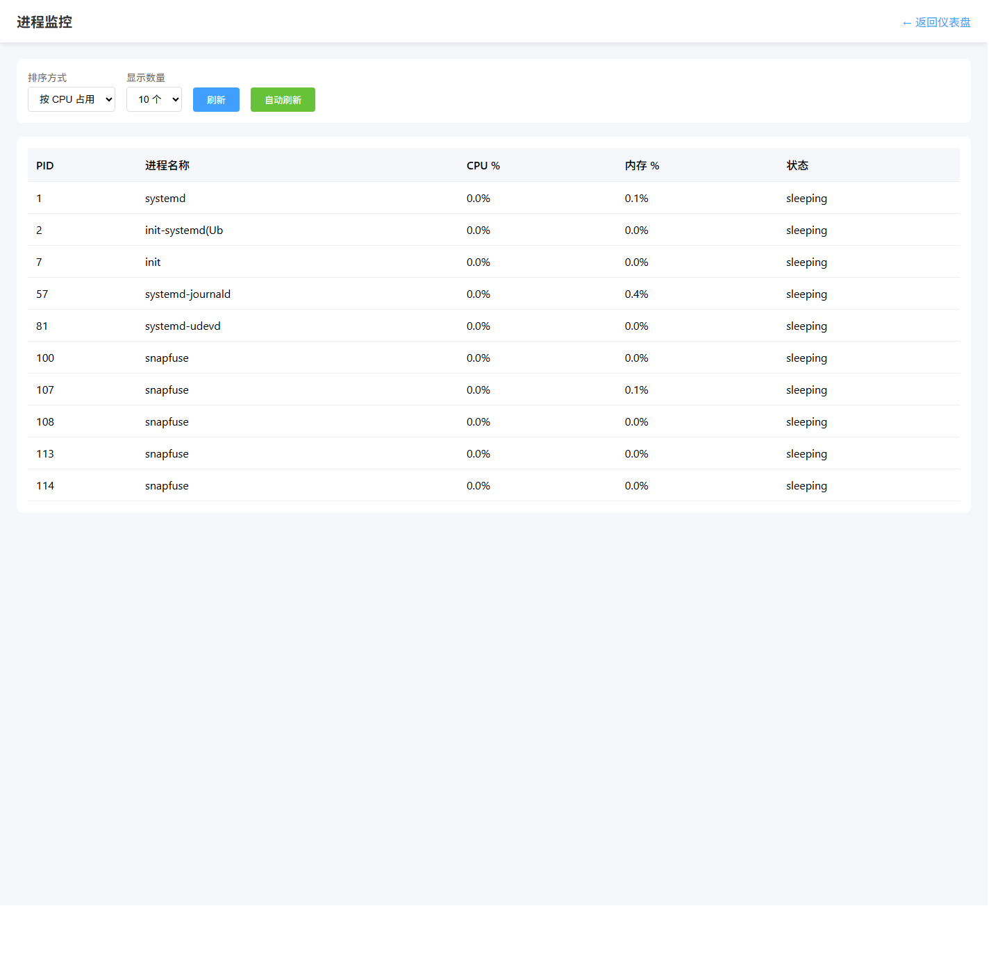 进程监控
← 返回仪表盘
排序方式 显示数量
按 CPU 占用 10 个 刷新 自动刷新
PID 进程名称 CPU % 内存 % 状态
1 systemd 0.0% 0.1% sleeping
2 init-systemd(Ub 0.0% 0.0% sleeping
7 init 0.0% 0.0% sleeping
57 systemd-journald 0.0% 0.4% sleeping
81 systemd-udevd 0.0% 0.0% sleeping
100 snapfuse 0.0% 0.0% sleeping
107 snapfuse 0.0% 0.1% sleeping
108 snapfuse 0.0% 0.0% sleeping
113 snapfuse 0.0% 0.0% sleeping
114 snapfuse 0.0% 0.0% sleeping